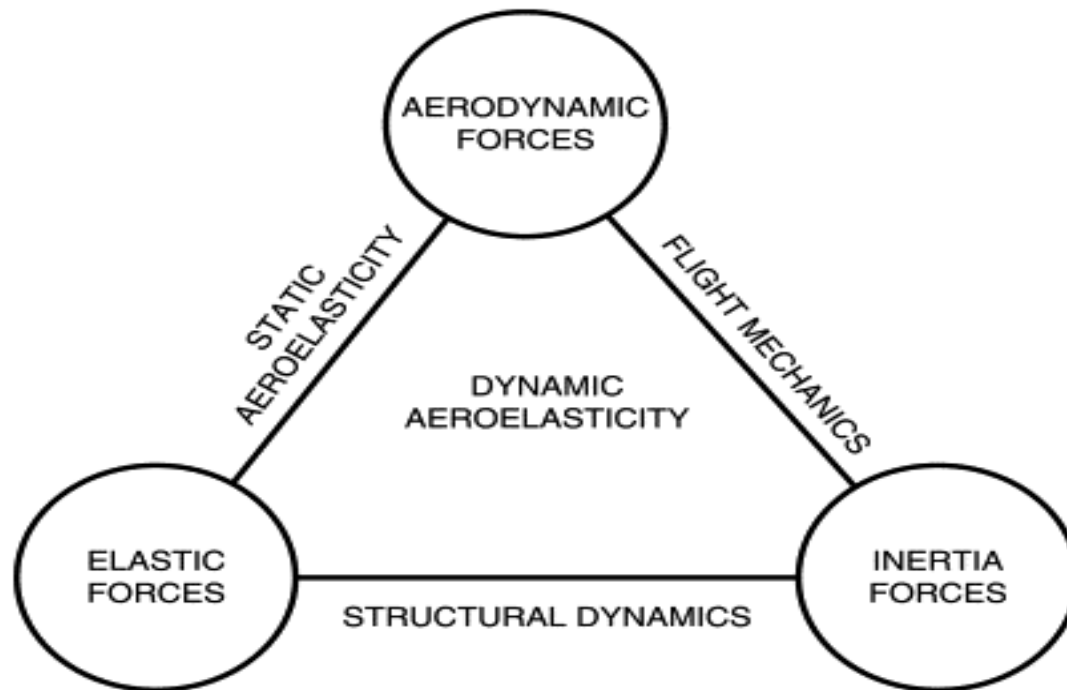 AERODYNAMIC
FORCES
STATIC
AEROELASTICITY
FLIGHT MECHANICS
DYNAMIC
AEROELASTICITY
ELASTIC
FORCES
INERTIA
FORCES
STRUCTURAL DYNAMICS